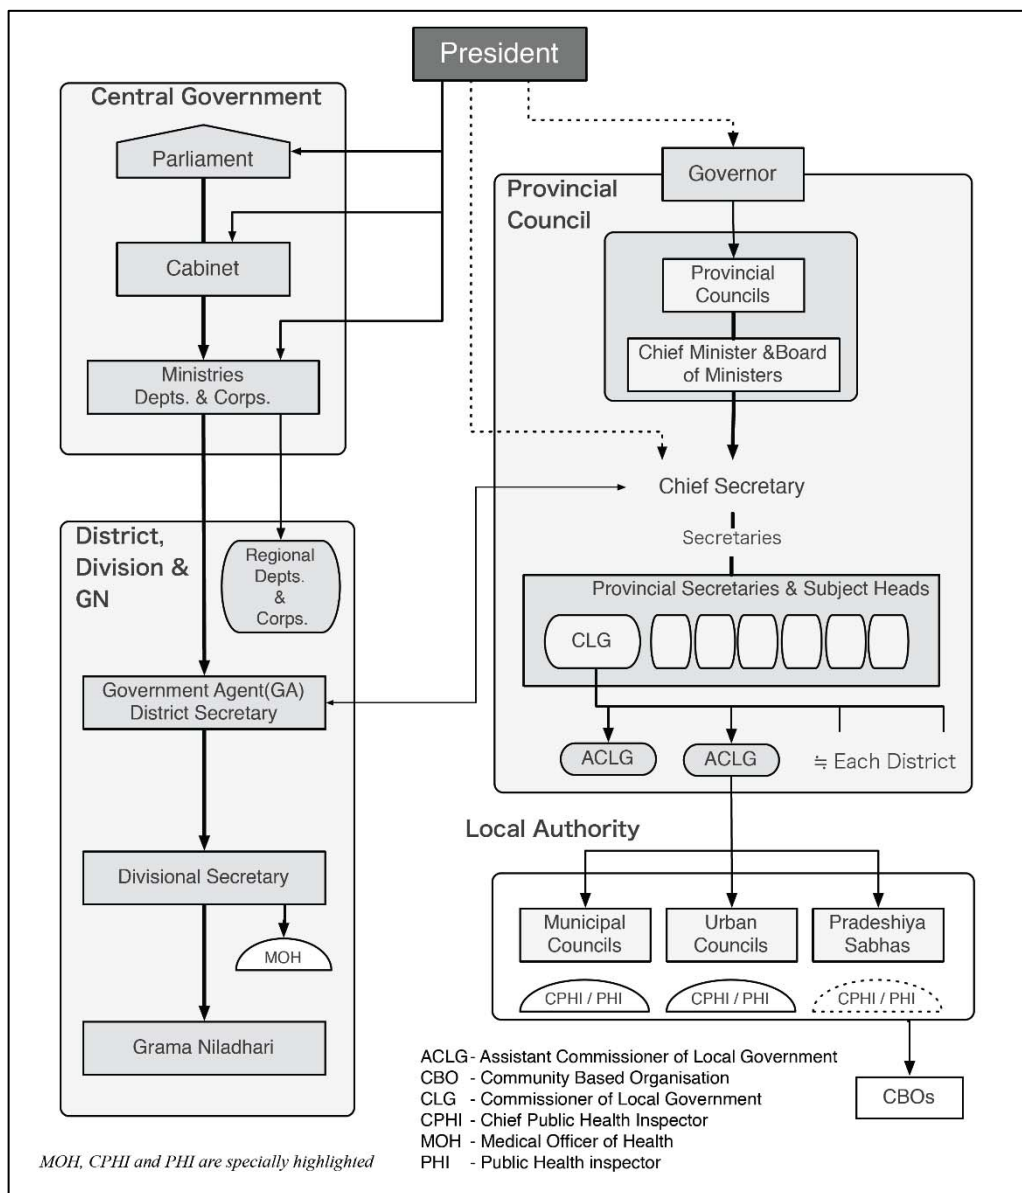 President
Central Government
Parliament
Cabinet
Ministries
Depts. & Corps.
District,
Division &
GN
Regional
Depts.
&
Corps.
Government Agent(GA)
District Secretary
Divisional Secretary
MOH
Grama Niladhari
Governor
Provincial
Council
Provincial
Councils
Chief Minister &Board
of Ministers
Chief Secretary
Secretaries
Provincial Secretaries & Subject Heads
CLG
ACLG
ACLG
≒ Each District
Local Authority
Municipal
Councils
Urban
Councils
Pradeshiya
Sabhas
CPHI / PHI
CPHI / PHI
CPHI / PHI
CBOs
ACLG - Assistant Commissioner of Local Government
CBO - Community Based Organisation
CLG - Commissioner of Local Government
CPHI - Chief Public Health Inspector
MOH - Medical Officer of Health
PHI - Public Health inspector
MOH, CPHI and PHI are specially highlighted